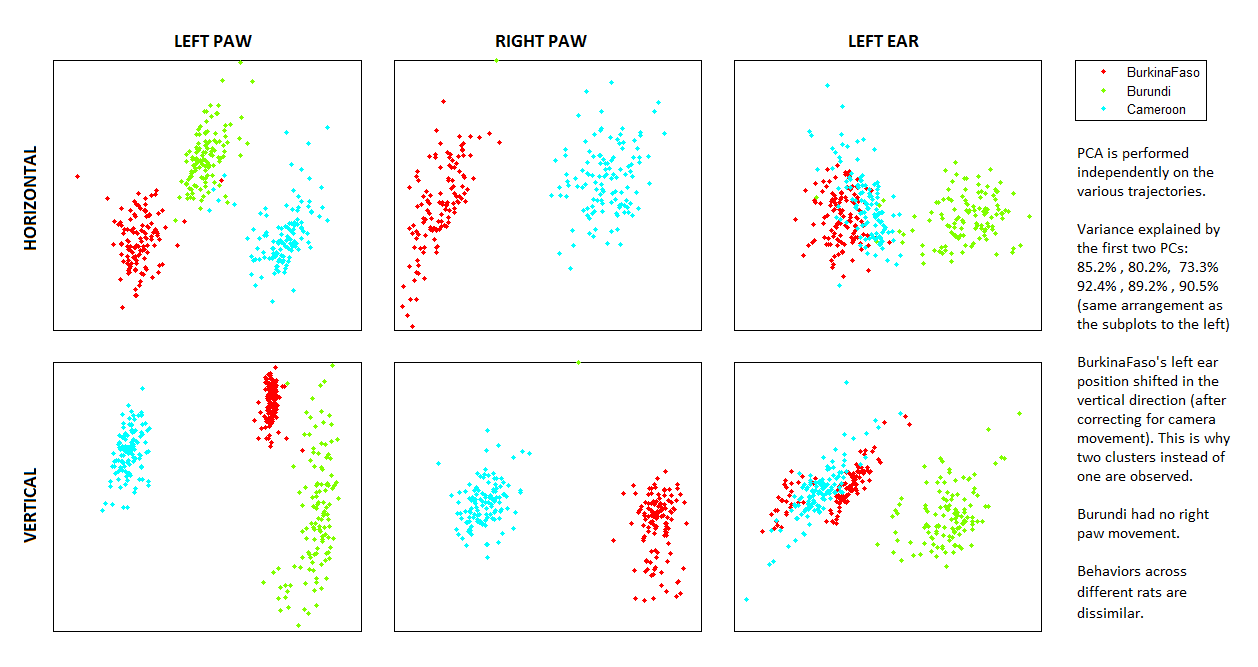 LEFT PAW
RIGHT PAW
LEFT EAR
HORIZONTAL
VERTICAL
BurkinaFaso
Burundi
Cameroon
PCA is performed
independently on the
various trajectories.
Variance explained by
the first two PCs:
85.2% , 80.2%,  73.3%
92.4% , 89.2% , 90.5%
(same arrangement as
the subplots to the left)
BurkinaFaso's left ear
position shifted in the
vertical direction (after
correcting for camera
movement). This is why
two clusters instead of
one are observed.
Burundi had no right
paw movement.
Behaviors across
different rats are
dissimilar.